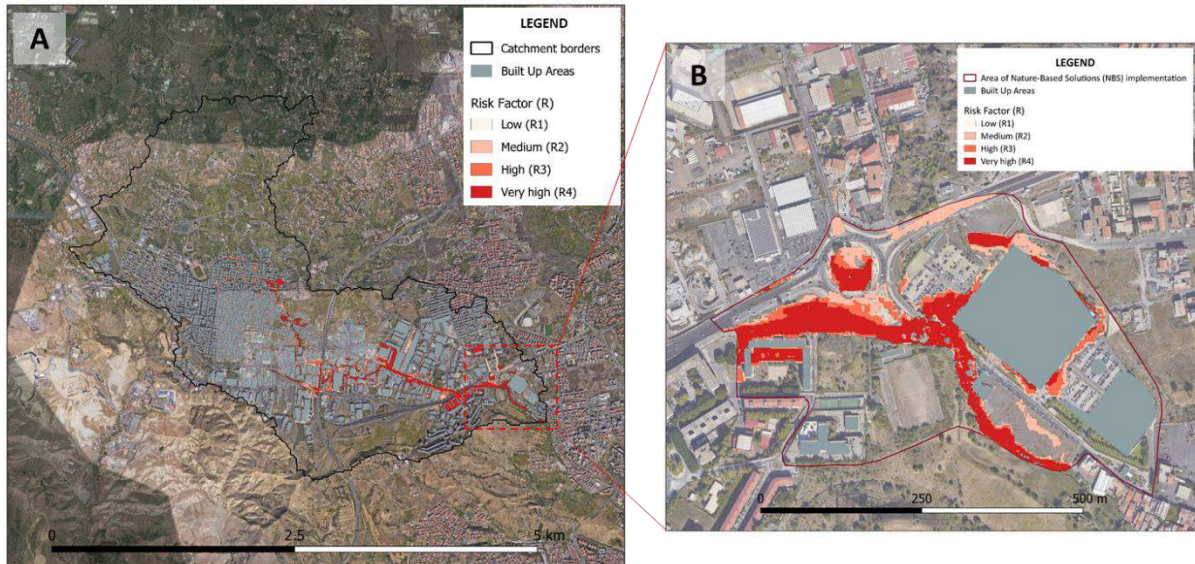 A
LEGEND
Catchment borders
Built Up Areas
Risk Factor (R)
Low (R1)
Medium (R2)
High (R3)
Very high (R4)
0
2.5
5 km
B
LEGEND
Area of Nature-Based Solutions (NBS) implementation
Built Up Areas
Risk Factor (R)
Low (R1)
Medium (R2)
High (R3)
Very high (R4)
0
250
500 m